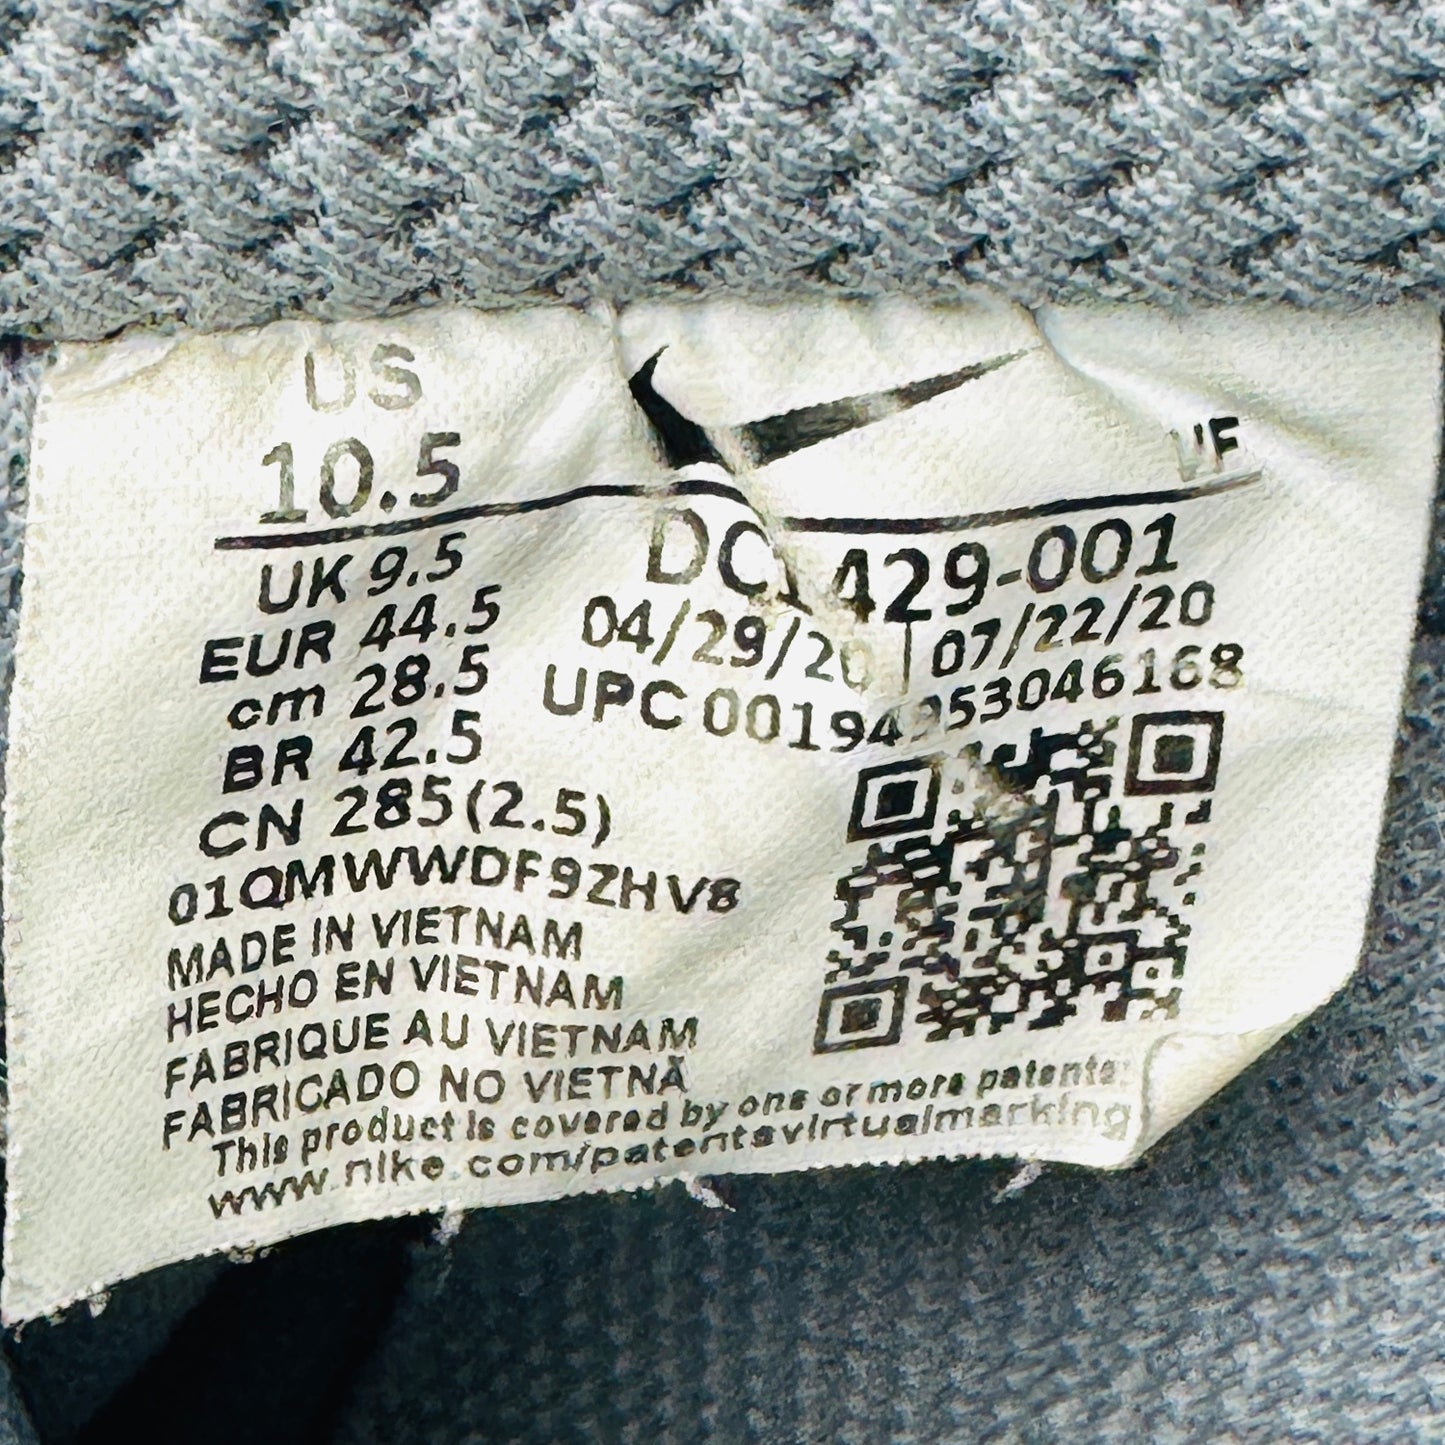 US
10.5
UK 9.5
EUR 44.5
cm 28.5
BR 42.5
CN 285(2.5)
04/29/20 07/22/20
UPC 00194953046168
01QMWWDF9ZHV8
MADE IN VIETNAM
HECHO EN VIETNAM
FABRIQUE AU VIETNAM
FABRICADO NO VIETNÃ
This product is covered by one or more patents:
www.nike.com/patentsvirtualmarking